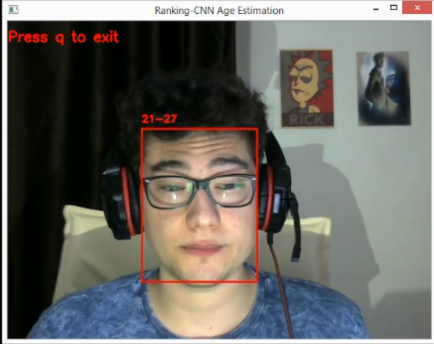 Ranking-CNN Age Estimation
Press q to exit
21-27
RICK